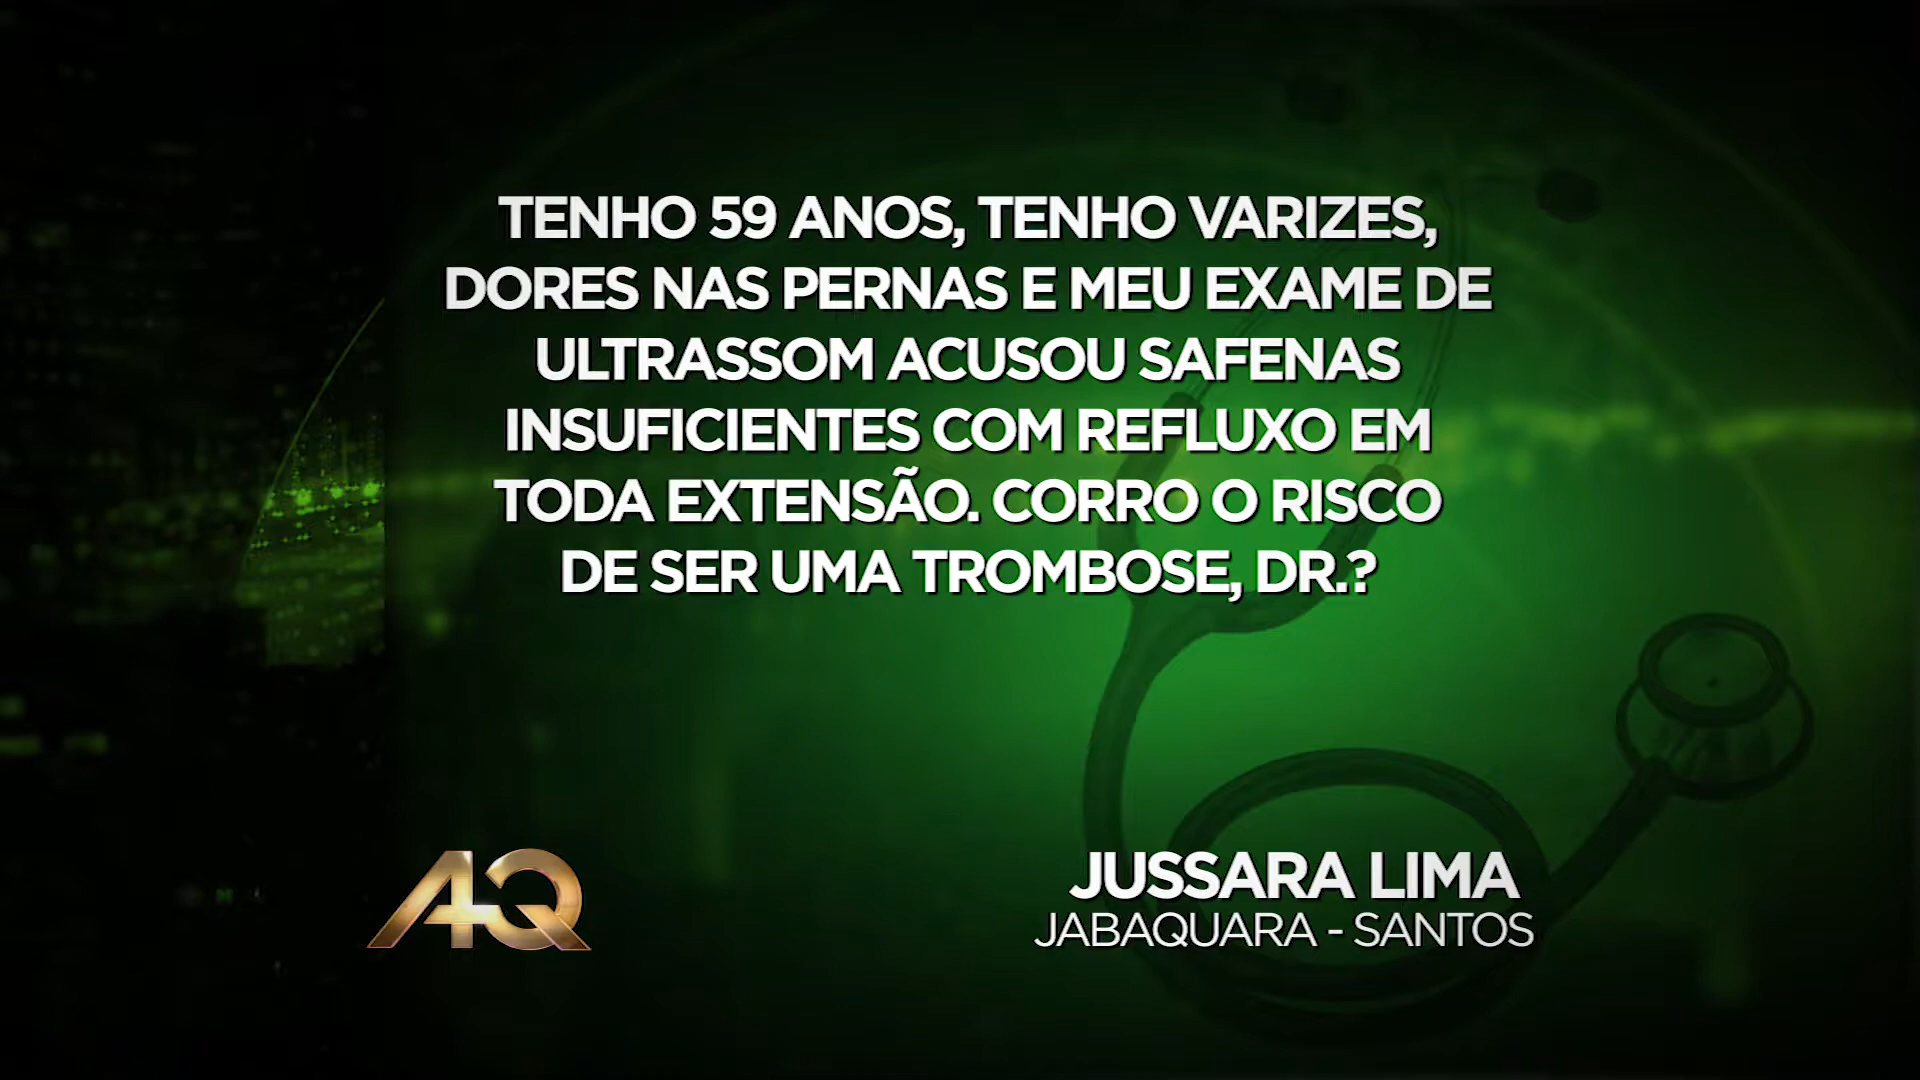 TENHO 59 ANOS, TENHO VARIZES,
DORES NAS PERNAS E MEU EXAME DE
ULTRASSOM ACUSOU SAFENAS
INSUFICIENTES COM REFLUXO EM
TODA EXTENSÃO. CORRO O RISCO
DE SER UMA TROMBOSE, DR.?
AQ
JUSSARA LIMA
JABAQUARA - SANTOS